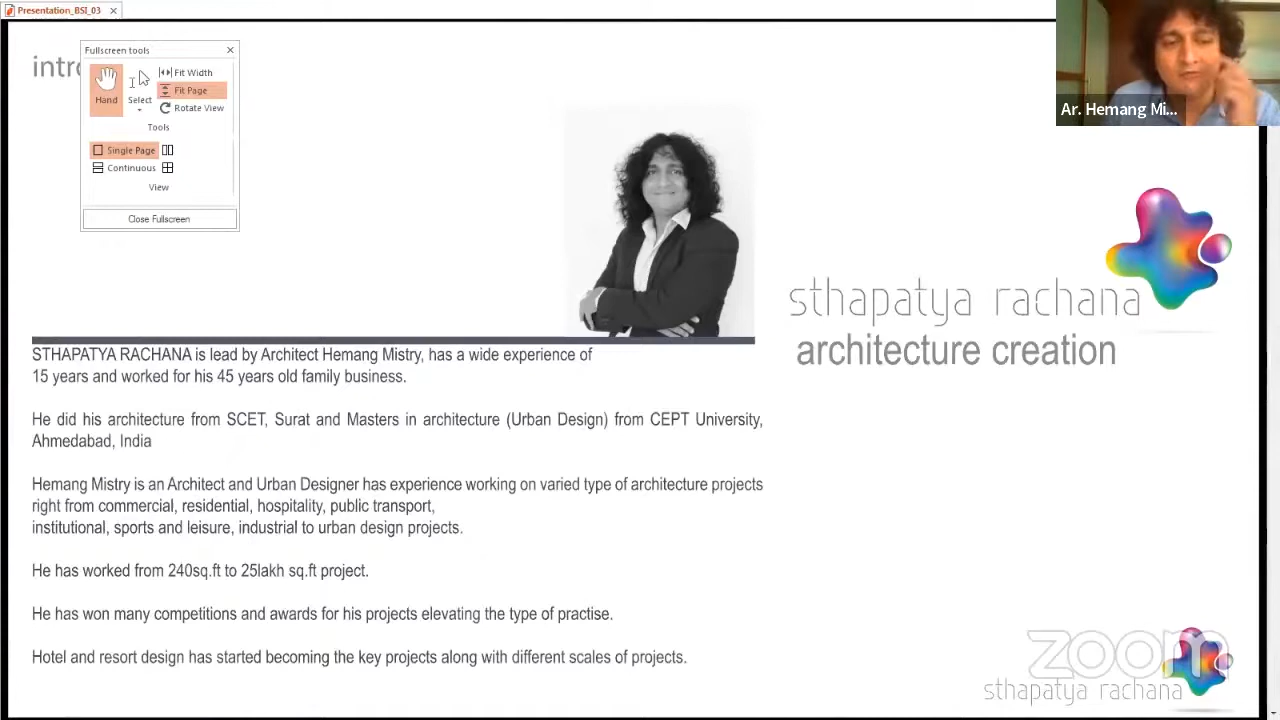 Presentation_BSI_03
intro
Fullscreen tools
Hand
Select
Fit Width
Fit Page
Rotate View
Tools
Single Page
Continuous
View
Close Fullscreen
Ar. Hemang Mi...
sthapatya rachana
architecture creation
STHAPATYA RACHANA is lead by Architect Hemang Mistry, has a wide experience of
15 years and worked for his 45 years old family business.
He did his architecture from SCET, Surat and Masters in architecture (Urban Design) from CEPT University,
Ahmedabad, India
Hemang Mistry is an Architect and Urban Designer has experience working on varied type of architecture projects
right from commercial, residential, hospitality, public transport,
institutional, sports and leisure, industrial to urban design projects.
He has worked from 240sq.ft to 25lakh sq.ft project.
He has won many competitions and awards for his projects elevating the type of practise.
Hotel and resort design has started becoming the key projects along with different scales of projects.
zoom
sthapatya rachana